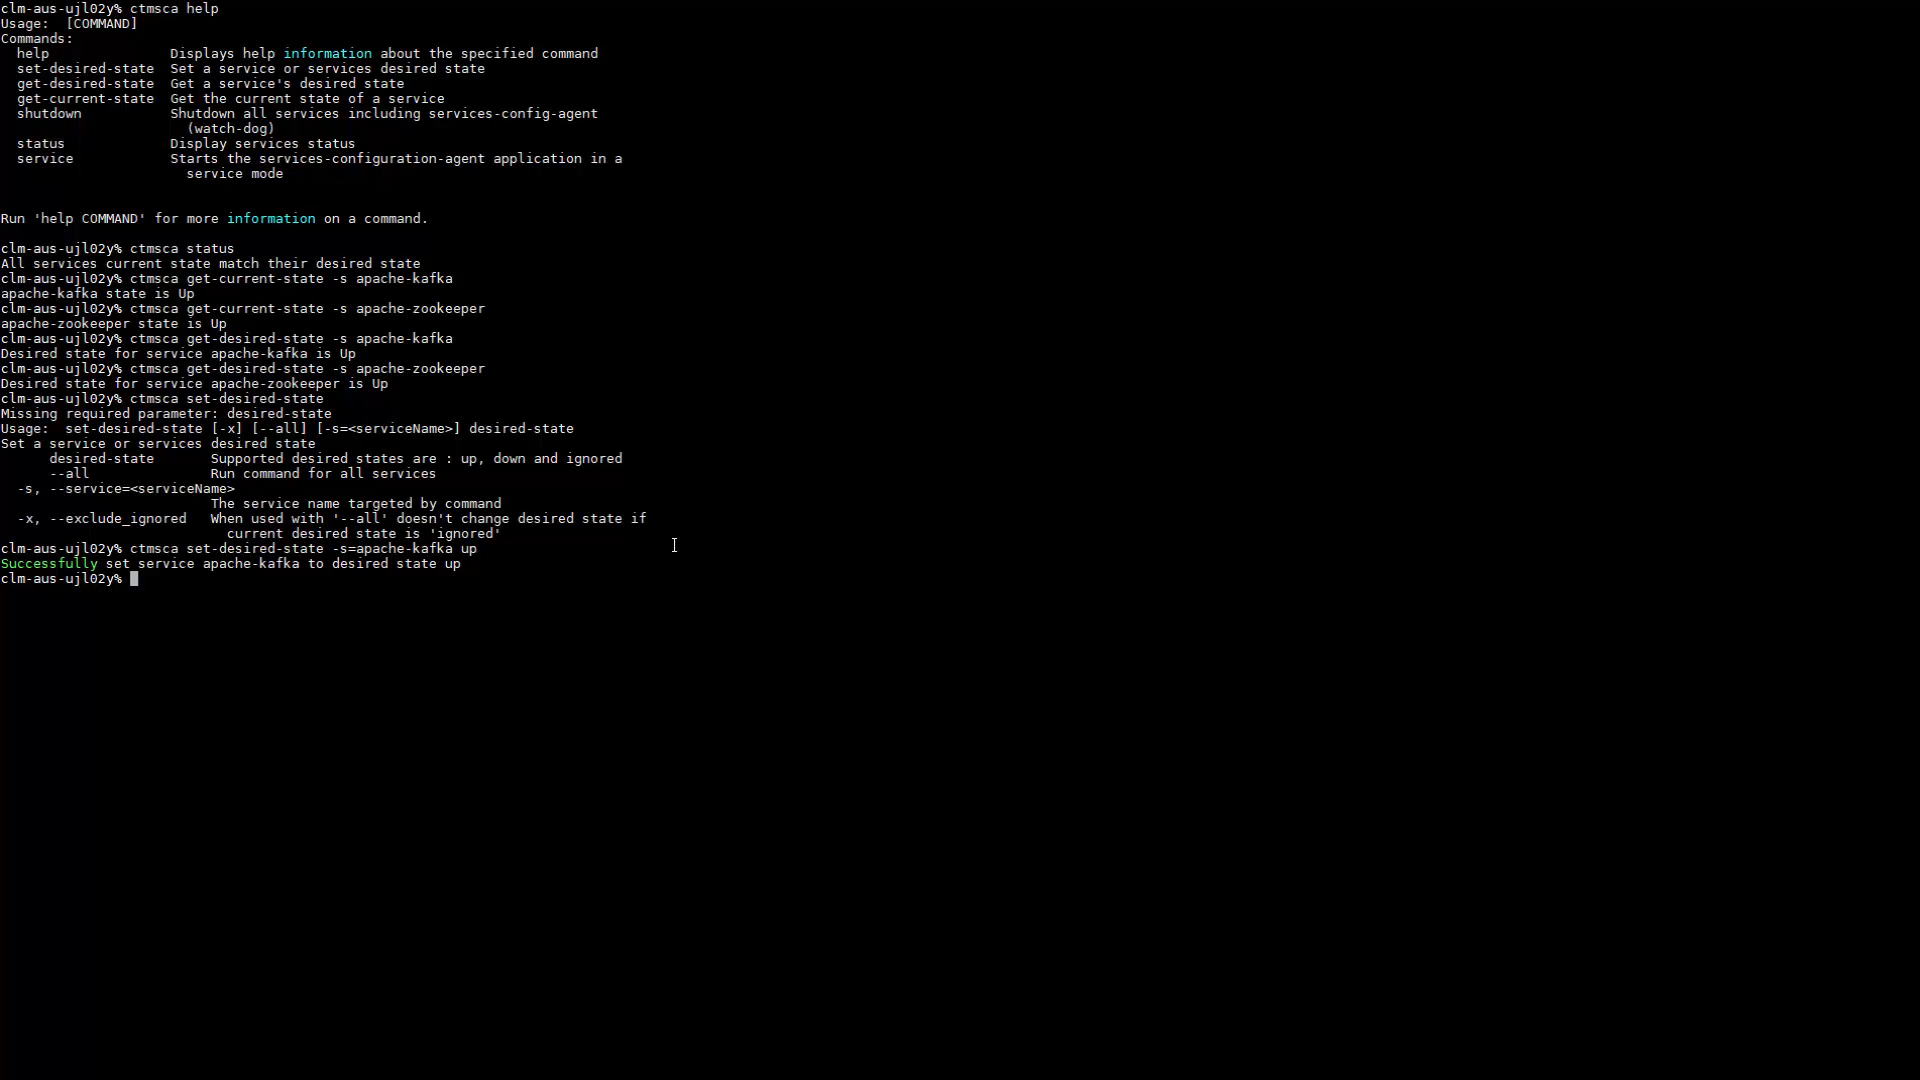 clm-aus-ujl02y% ctmsca help
Usage:  [COMMAND]
Commands:
  help               Displays help information about the specified command
  set-desired-state  Set a service or services desired state
  get-desired-state  Get a service's desired state
  get-current-state  Get the current state of a service
  shutdown           Shutdown all services including services-config-agent
                       (watch-dog)
  status             Display services status
  service            Starts the services-configuration-agent application in a
                       service mode
Run 'help COMMAND' for more information on a command.
clm-aus-ujl02y% ctmsca status
All services current state match their desired state
clm-aus-ujl02y% ctmsca get-current-state -s apache-kafka
apache-kafka state is Up
clm-aus-ujl02y% ctmsca get-current-state -s apache-zookeeper
apache-zookeeper state is Up
clm-aus-ujl02y% ctmsca get-desired-state -s apache-kafka
Desired state for service apache-kafka is Up
clm-aus-ujl02y% ctmsca get-desired-state -s apache-zookeeper
Desired state for service apache-zookeeper is Up
clm-aus-ujl02y% ctmsca set-desired-state
Missing required parameter: desired-state
Usage:  set-desired-state [-x] [--all] [-s=<serviceName>] desired-state
Set a service or services desired state
      desired-state       Supported desired states are : up, down and ignored
      --all               Run command for all services
  -s, --service=<serviceName>
                          The service name targeted by command
  -x, --exclude_ignored   When used with '--all' doesn't change desired state if
                            current desired state is 'ignored'
clm-aus-ujl02y% ctmsca set-desired-state -s=apache-kafka up
Successfully set service apache-kafka to desired state up
clm-aus-ujl02y%